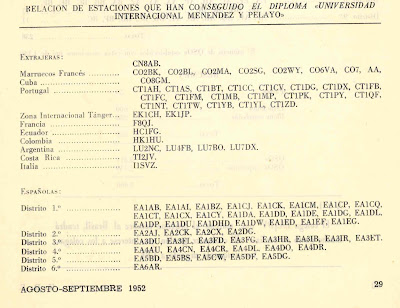 RELACION DE ESTACIONES QUE HAN CONSEGUIDO EL DIPLOMA «UNIVERSIDAD
INTERNACIONAL MENENDEZ Y PELAYO»
EXTRAJERAS:
CN8AB.
Marruecos Francés CO2BK, CO2BL, CO2MA, CO2SG, CO2WY, CO6VA, CO7, AA,
Cuba CO8GM.
Portugal CT1AH, CT1AS, CT1BT, CT1CC, CT1CV, CT1DG, CT1DX, CT1FB,
CT1FC, CT1FM, CT1MB, CT1MP, CT1PK, CT1PY, CT1QF,
CT1NT, CT1TW, CT1YB, CT1YL, CT1ZD.
Zona Internacional Tánger... EK1CH, EK1JP.
Francia F8QJ.
Ecuador HC1FG.
Colombia HK1HU.
Argentina LU2NC, LU4FB, LU7BO, LU7DX.
Costa Rica TI2JV.
Italia I1SVZ.
ESPAÑOLAS:
Distrito 1.º EA1AB, EA1AI, EA1BZ, EA1CJ, EA1CK, EA1CM, EA1CP, EA1CQ,
EA1CT, EA1CX, EA1CY, EA1DA, EA1DD, EA1DE, EA1DG, EA1DL,
EA1DP, EA1DU, EA1DHD, EA1DW, EA1ED, EA1EF, EA1EG.
Distrito 2.º EA2AJ, EA2CK, EA2CX, EA2DG.
Distrito 3.º EA3DU, EA3FL, EA3FD, EA3FG, EA3HR, EA3IB, EA3IR, EA3ET.
Distrito 4.º EA4AU, EA4CN, EA4CR, EA4DL, EA4DO, EA4DR.
Distrito 5.º EA5BD, EA5BS, EA5CW, EA5DF, EA5DG.
Distrito 6.º EA6AR.
AGOSTO-SEPTIEMBRE 1952 29